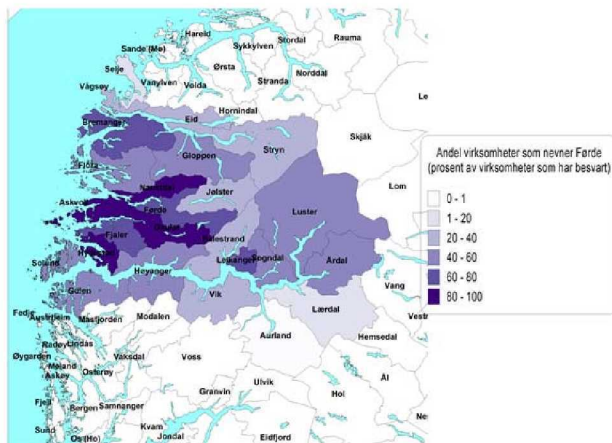 Hareid
Stordal
Rauma
Sande (Mø)
Sykkylven
Ørsta
Norddal
Selje
Vanylven
Volda
Stranda
Vågsøy
Hornindal
Bremanger
Eid
Skjåk
Stryn
Gloppen
Flora
Lom
Naustdal
Jølster
Askvoll
Førde
Luster
Gaular
Fjaler
Balestrand
Hyllestad
Leikanger
Sogndal
Årdal
Solund
Høyanger
Vang
Gulen
Vik
Lærdal
Fedje
Modalen
Aurland
Vestr
Austrheim
Masfjorden
Hemsedal
Radøy
Lindås
Øygarden
Vaksdal
Voss
Meland
Osterøy
Ål
Askøy
Ulvik
Granvin
Hol
Fjell
Samnanger
Bergen
Kvam
Sund
Os (Ho)
Jondal
Eidfjord
Andel virksomheter som nevner Førde
(prosent av virksomheter som har besvart)
0 - 1
1 - 20
20 - 40
40 - 60
60 - 80
80 - 100